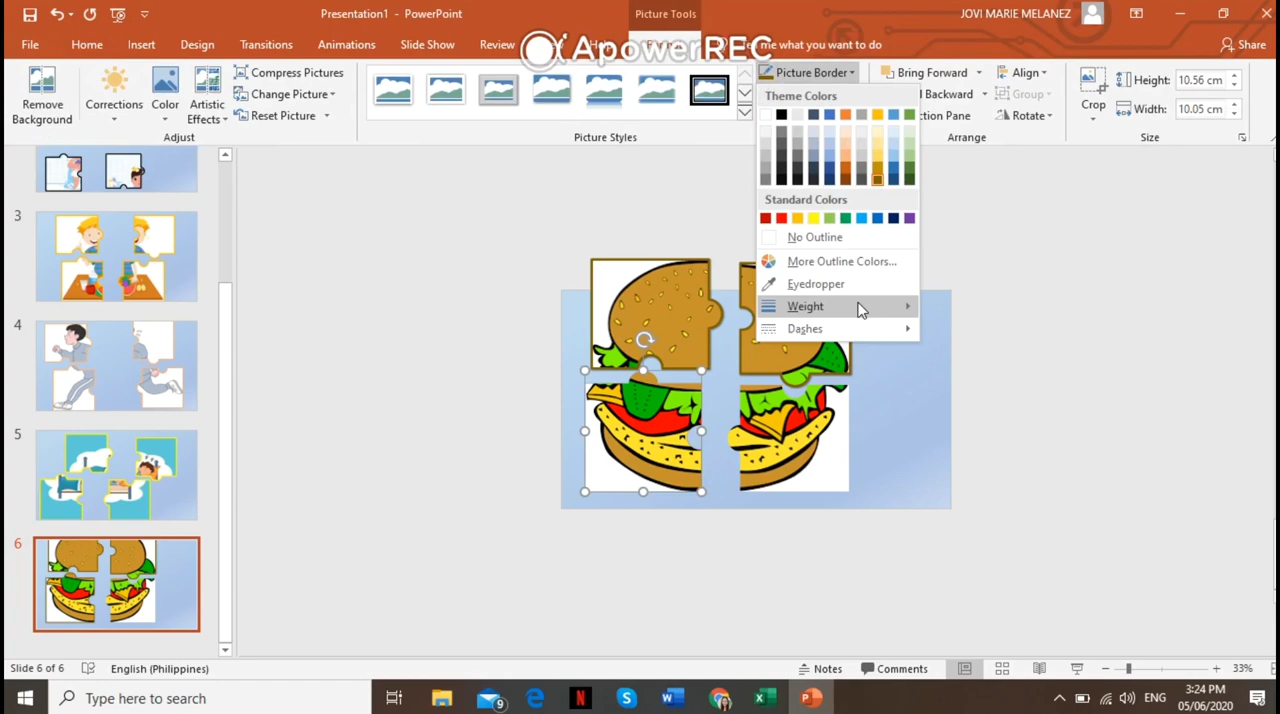 Presentation1 - PowerPoint
Picture Tools
JOVI MARIE MELANEZ
File Home Insert Design Transitions Animations Slide Show Review Tell me what you want to do Share
ApowerREC
Remove Background
Corrections
Color
Artistic Effects
Compress Pictures
Change Picture
Reset Picture
Adjust
Picture Styles
Picture Border
Bring Forward
Backward
Align
Group
Rotate
Arrange
Crop
Height: 10.56 cm
Width: 10.05 cm
Size
Theme Colors
Standard Colors
No Outline
More Outline Colors...
Eyedropper
Weight
Dashes
3
4
5
6
Slide 6 of 6 English (Philippines) Notes Comments 33%
Type here to search
9
ENG
3:24 PM
05/06/2020